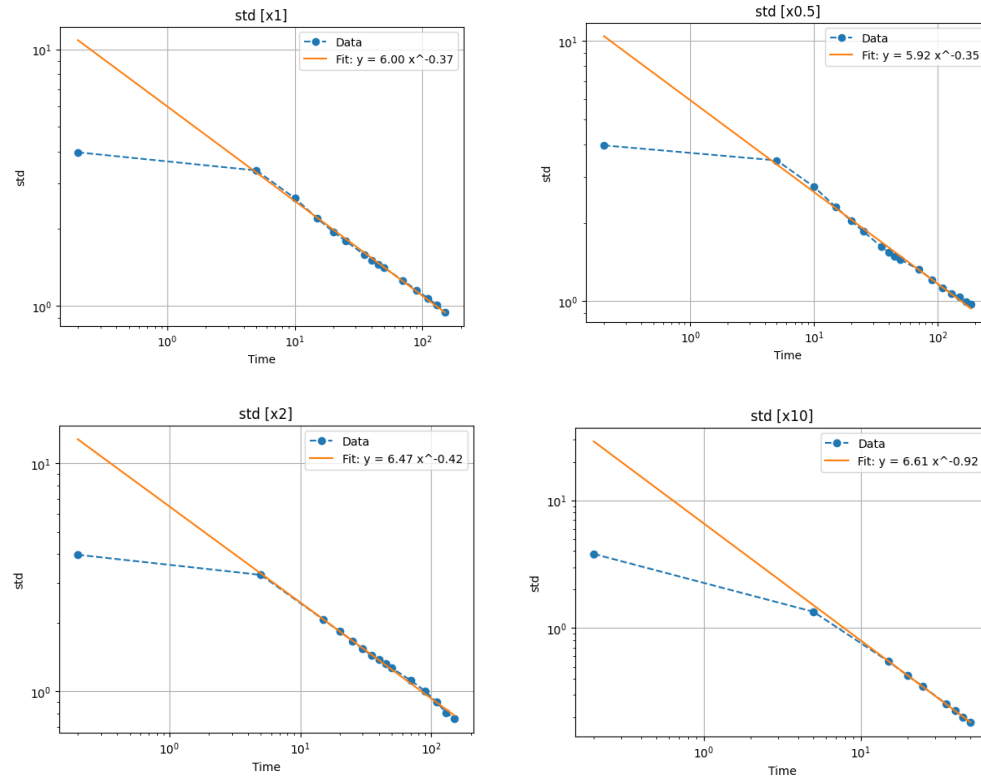 std [x1]
10^1
10^0
std
10^0
10^1
10^2
Time
Data
Fit: y = 6.00 x^-0.37
std [x0.5]
10^1
10^0
std
10^0
10^1
10^2
Time
Data
Fit: y = 5.92 x^-0.35
std [x2]
10^1
10^0
std
10^0
10^1
10^2
Time
Data
Fit: y = 6.47 x^-0.42
std [x10]
10^1
10^0
std
10^0
10^1
Time
Data
Fit: y = 6.61 x^-0.92